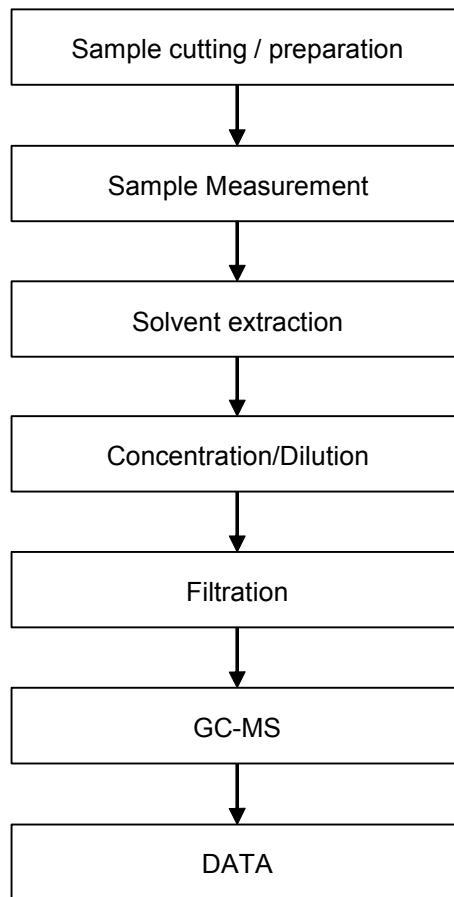 Sample cutting / preparation
Sample Measurement
Solvent extraction
Concentration/Dilution
Filtration
GC-MS
DATA